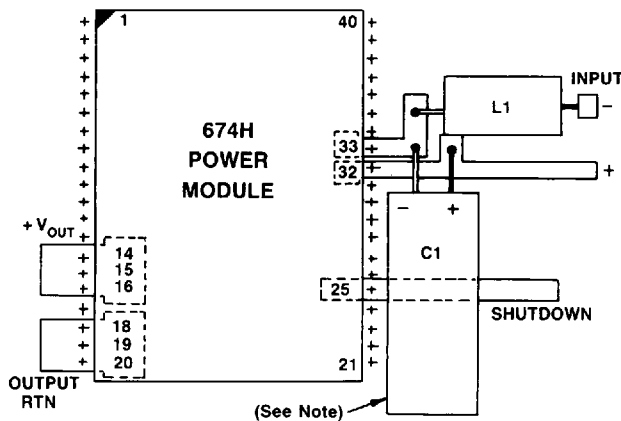 1
40
INPUT
L1
−
674H
POWER
MODULE
33
32
+
− +
+ VOUT
C1
14
15
16
25
SHUTDOWN
18
19
20
21
OUTPUT
RTN
(See Note)